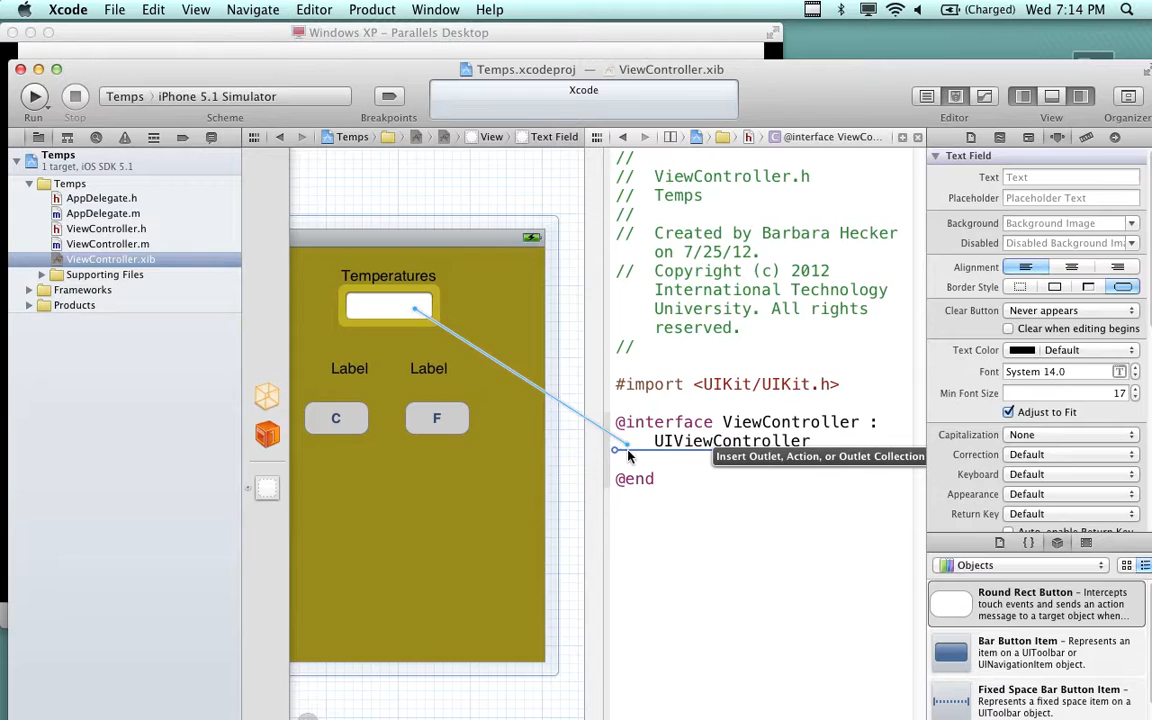 Xcode File Edit View Navigate Editor Product Window Help (Charged) Wed 7:14 PM
Windows XP - Parallels Desktop
Temps.xcodeproj — ViewController.xib
Temps iPhone 5.1 Simulator
Xcode
Run Stop Scheme Breakpoints Editor View Organizer
Temps View Text Field
@interface ViewCo...
Temps
1 target, iOS SDK 5.1
Temps
AppDelegate.h
AppDelegate.m
ViewController.h
ViewController.m
ViewController.xib
Supporting Files
Frameworks
Products
Temperatures
Label Label
C F
//
// ViewController.h
// Temps
//
// Created by Barbara Hecker
on 7/25/12.
// Copyright (c) 2012
International Technology
University. All rights
reserved.
//
#import <UIKit/UIKit.h>
@interface ViewController :
UIViewController
Insert Outlet, Action, or Outlet Collection
@end
Text Field
Text Text
Placeholder Placeholder Text
Background Background Image
Disabled Disabled Background Ima
Alignment
Border Style
Clear Button Never appears
Clear when editing begins
Text Color Default
Font System 14.0
Min Font Size 17
Adjust to Fit
Capitalization None
Correction Default
Keyboard Default
Appearance Default
Return Key Default
Auto-enable Return Key
Objects
Round Rect Button - Intercepts
touch events and sends an action
message to a target object when...
Bar Button Item - Represents an
item on a UIToolbar or
UINavigationItem object.
Fixed Space Bar Button Item -
Represents a fixed space item on
a UIToolbar object.